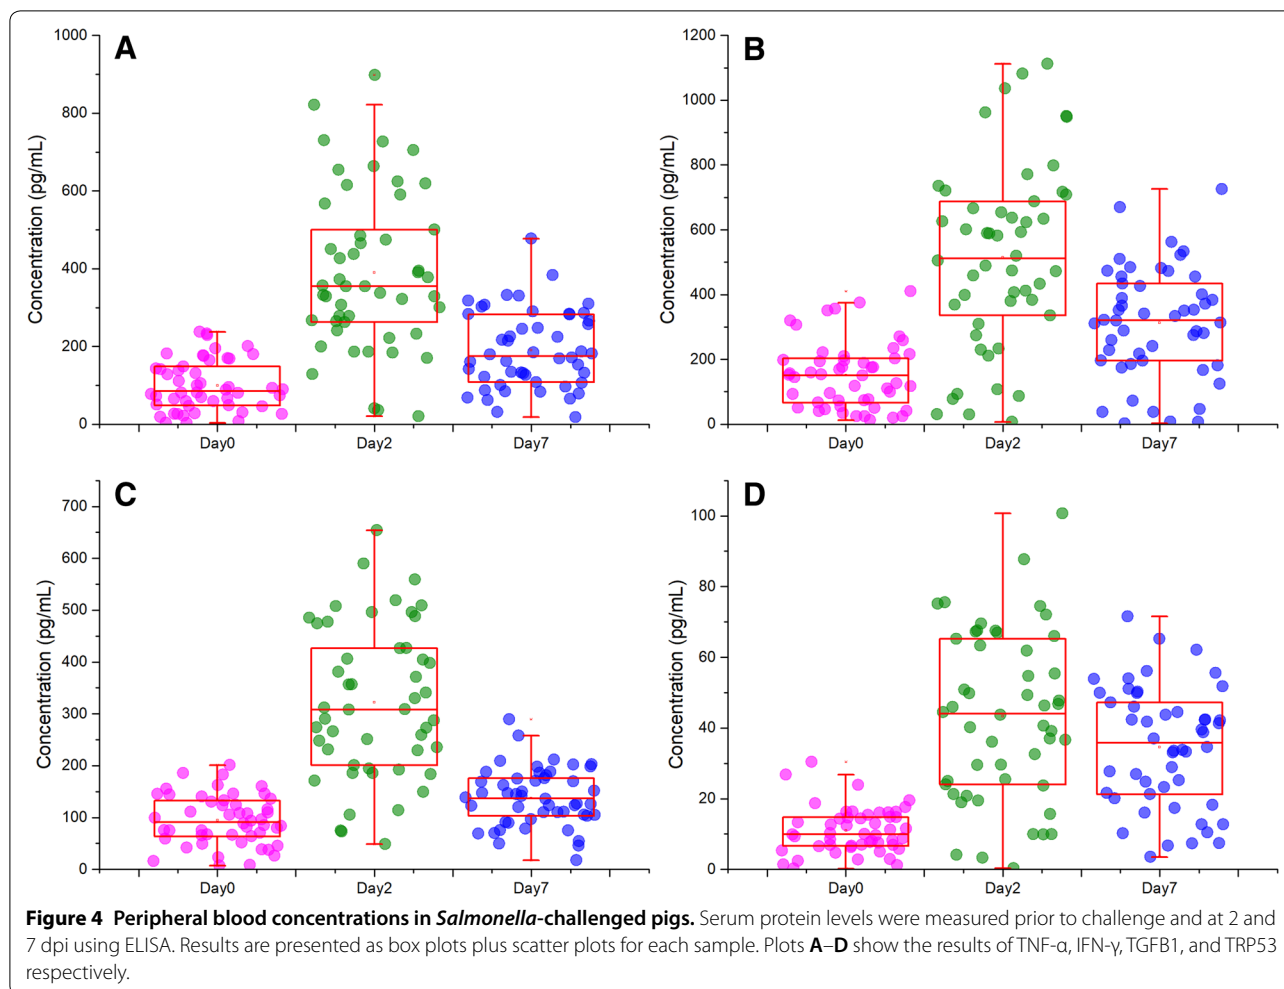 A
1000
800
600
400
200
0
Concentration (pg/mL)
Day0 Day2 Day7
B
1200
1000
800
600
400
200
0
Concentration (pg/mL)
Day0 Day2 Day7
C
700
600
500
400
300
200
100
0
Concentration (pg/mL)
Day0 Day2 Day7
D
100
80
60
40
20
0
Concentration (pg/mL)
Day0 Day2 Day7
Figure 4 Peripheral blood concentrations in Salmonella-challenged pigs. Serum protein levels were measured prior to challenge and at 2 and
7 dpi using ELISA. Results are presented as box plots plus scatter plots for each sample. Plots A–D show the results of TNF-α, IFN-γ, TGFB1, and TRP53
respectively.